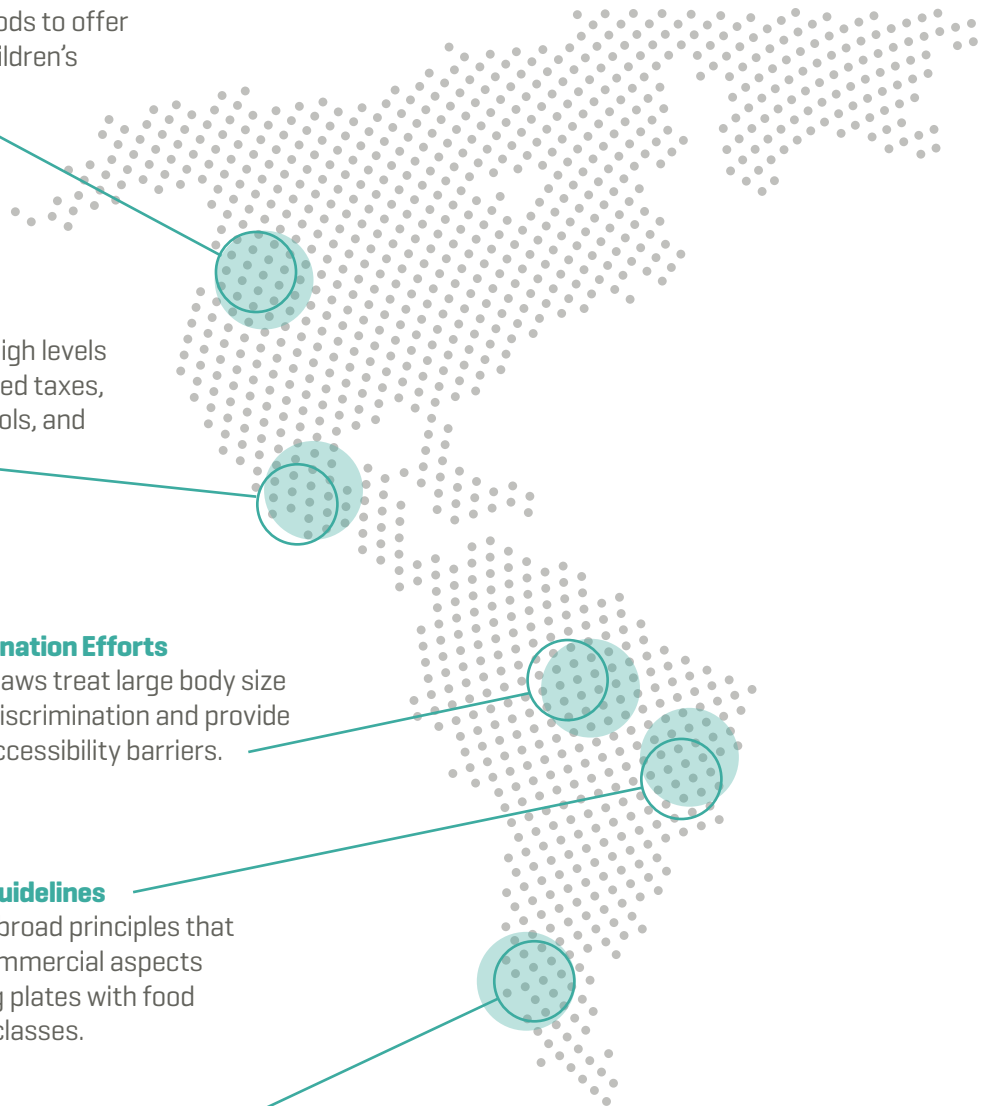 ods to offer
ildren’s
igh levels
ed taxes,
ols, and
nation Efforts
aws treat large body size
iscrimination and provide
ccessibility barriers.
uidelines
broad principles that
mmercial aspects
g plates with food
classes.